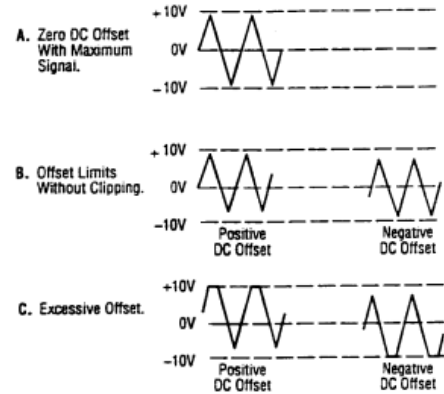 +10V
A. Zero DC Offset
With Maximum
Signal.
0V
−10V
+10V
B. Offset Limits
Without Clipping.
0V
−10V
Positive
DC Offset
Negative
DC Offset
+10V
C. Excessive Offset.
0V
−10V
Positive
DC Offset
Negative
DC Offset